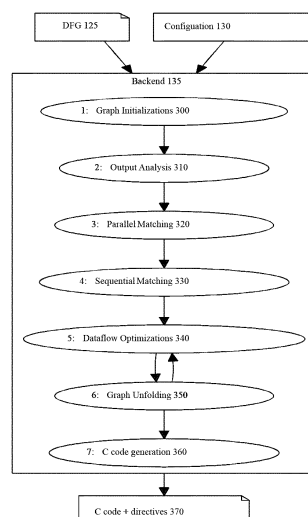 DFG 125
Configuation 130
Backend 135
1: Graph Initializations 300
2: Output Analysis 310
3: Parallel Matching 320
4: Sequential Matching 330
5: Dataflow Optimizations 340
6: Graph Unfolding 350
7: C code generation 360
C code + directives 370